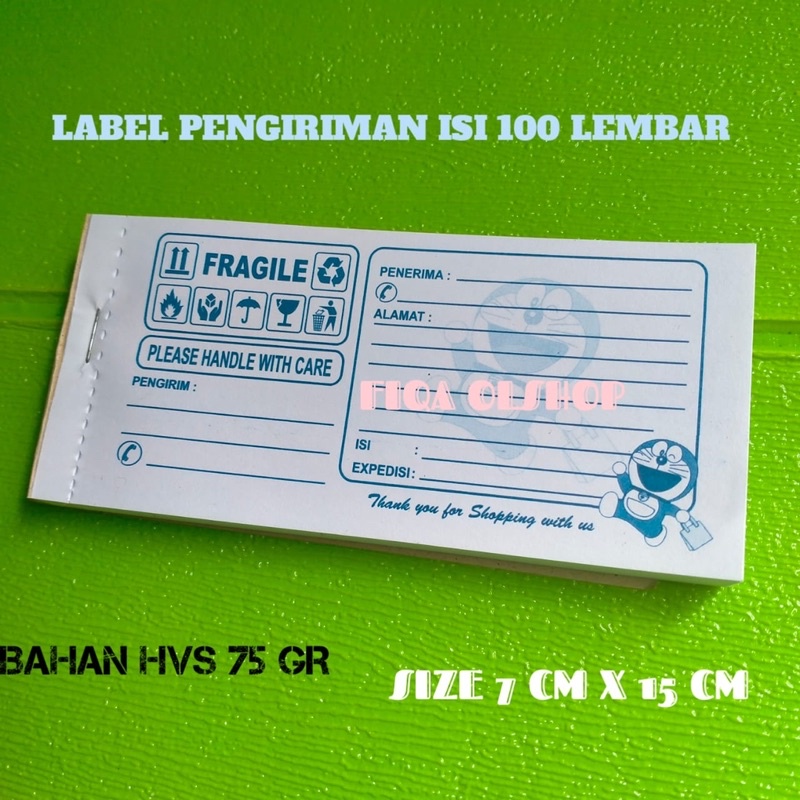 LABEL PENGIRIMAN ISI 100 LEMBAR
FRAGILE
PLEASE HANDLE WITH CARE
PENGIRIM :
PENERIMA :
ALAMAT :
FIQA OLSHOP
ISI :
EXPEDISI :
Thank you for Shopping with us
BAHAN HVS 75 GR
SIZE 7 CM X 15 CM